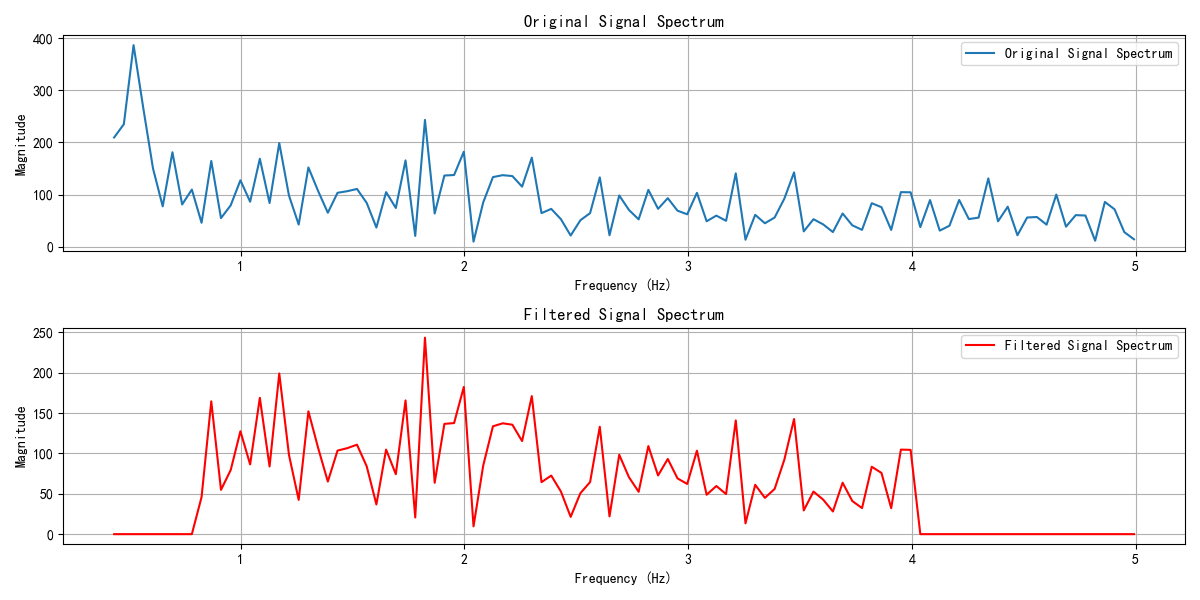 Original Signal Spectrum
400
300
200
100
0
Magnitude
Original Signal Spectrum
1 2 3 4 5
Frequency (Hz)
Filtered Signal Spectrum
250
200
150
100
50
0
Magnitude
Filtered Signal Spectrum
1 2 3 4 5
Frequency (Hz)